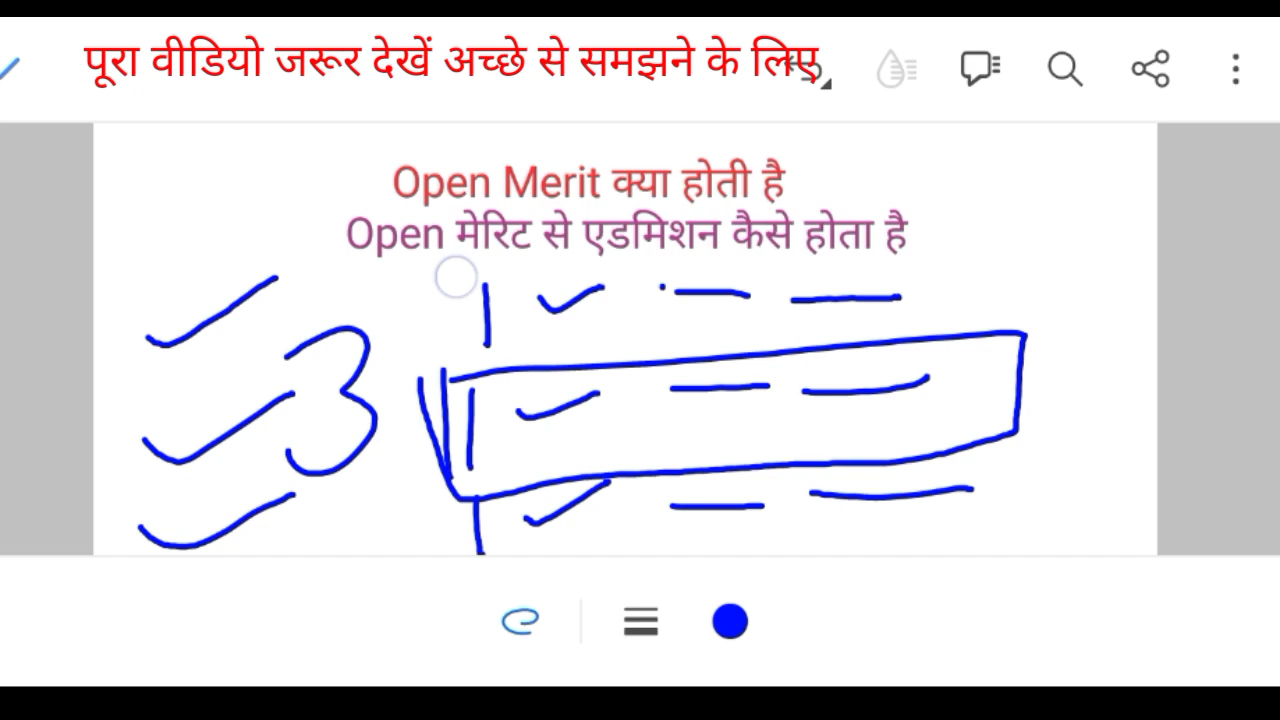 पूरा वीडियो जरूर देखें अच्छे से समझने के लिए
Open Merit क्या होती है
Open मेरिट से एडमिशन कैसे होता है
3